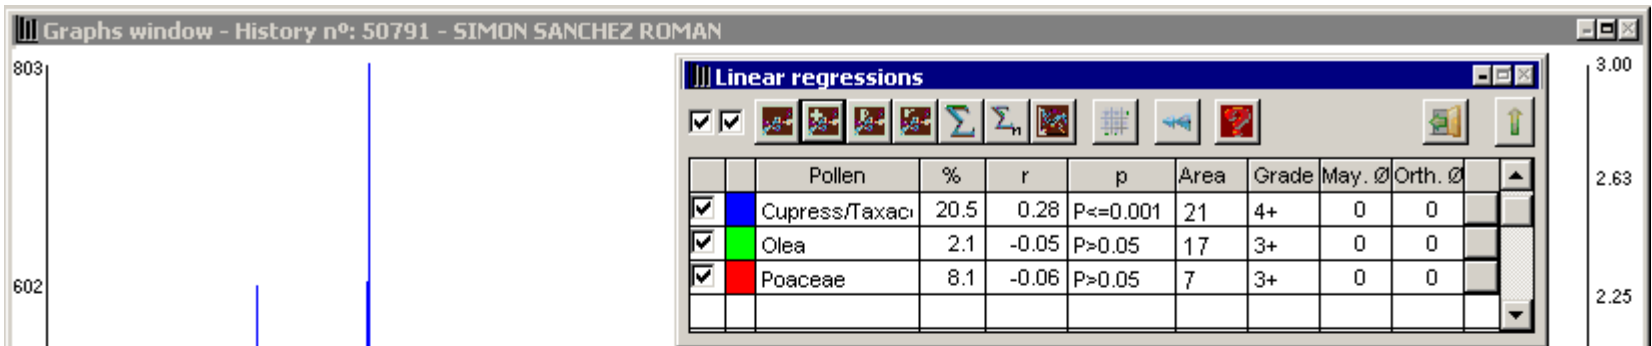 Graphs window - History nº: 50791 - SIMON SANCHEZ ROMAN
803
602
Linear regressions
Σ Σn
Pollen % r p Area Grade May. Ø Orth. Ø
Cupress/Taxac 20.5 0.28 P<=0.001 21 4+ 0 0
Olea 2.1 -0.05 P>0.05 17 3+ 0 0
Poaceae 8.1 -0.06 P>0.05 7 3+ 0 0
3.00
2.63
2.25